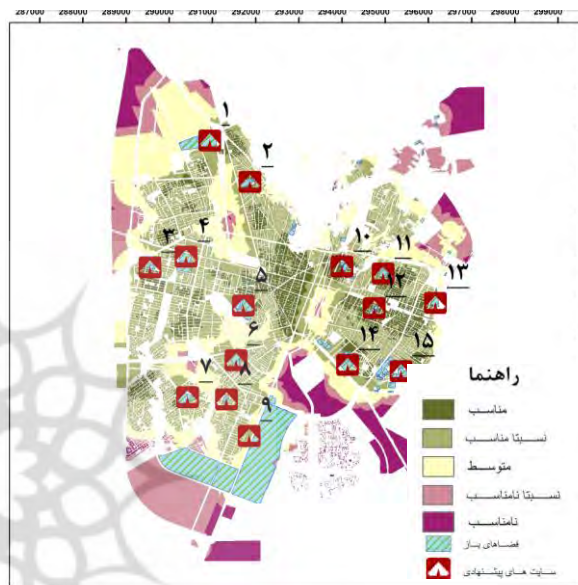 287000 288000 289000 290000 291000 292000 293000 294000 295000 296000 297000 298000 299000
۱
۲
۳
۴
۵
۶
۷
۸
۹
۱۰
۱۱
۱۲
۱۳
۱۴
۱۵
راهنما
مناسب
نسبتا مناسب
متوسط
نسبتا نامناسب
نامناسب
فضاهای باز
سایت های پیشنهادی